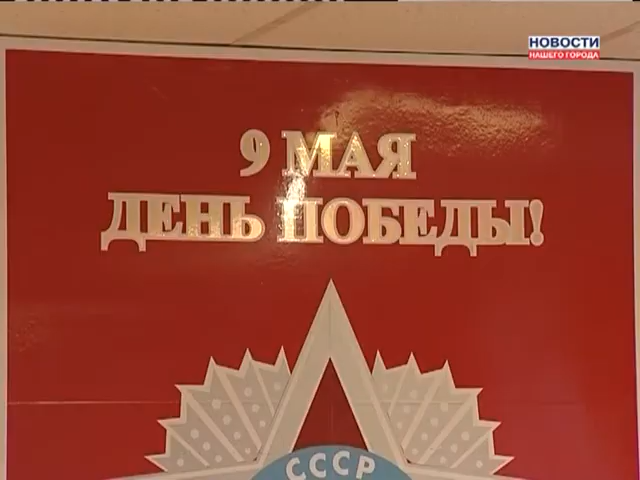 НОВОСТИ
НАШЕГО ГОРОДА
9 МАЯ
ДЕНЬ ПОБЕДЫ!
СССР